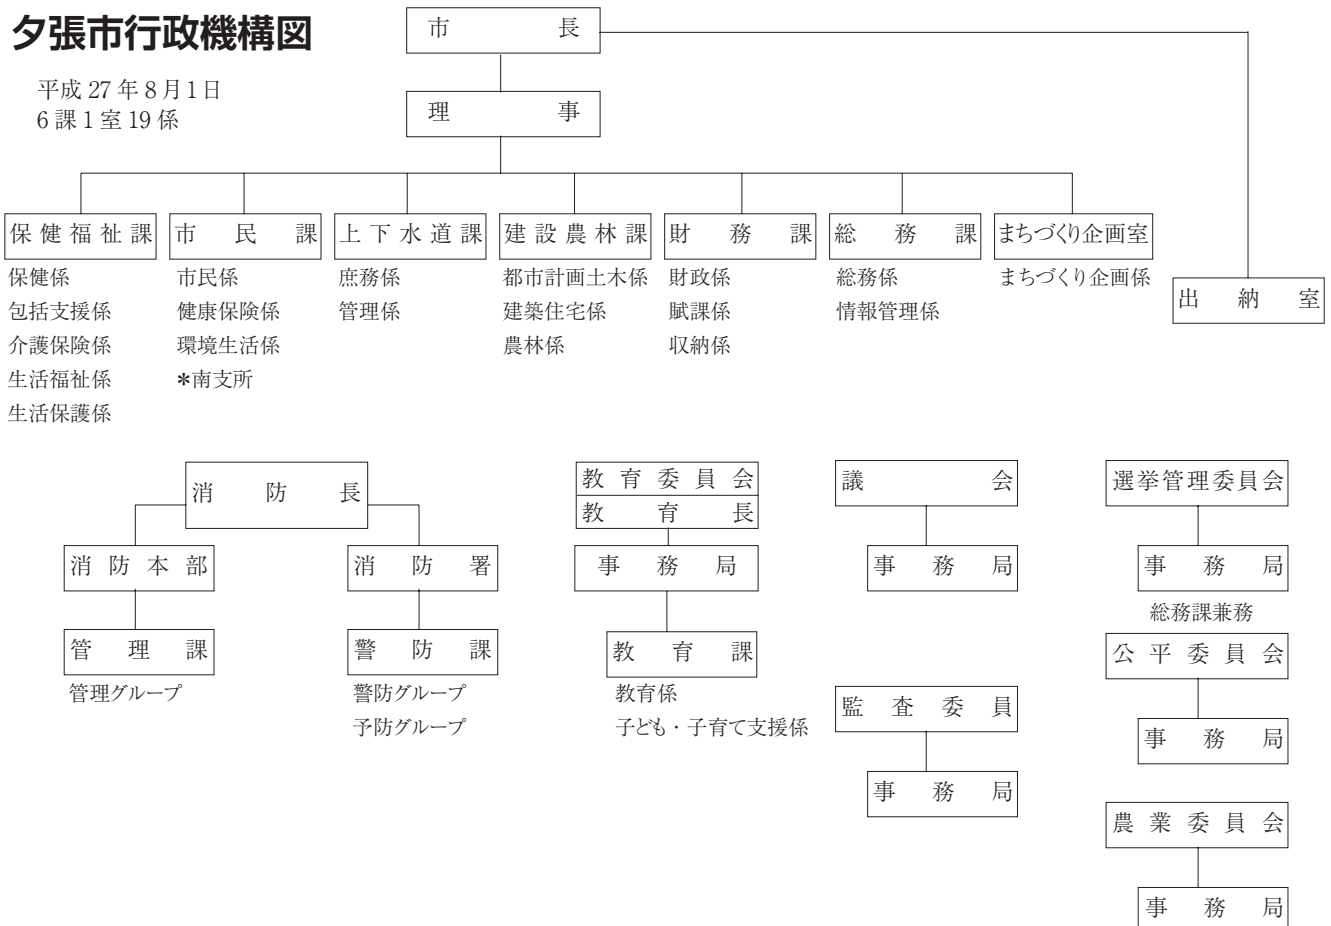 夕張市行政機構図
平成27年8月1日
6課1室19係
市長
理事
保健福祉課
保健係
包括支援係
介護保険係
生活福祉係
生活保護係
市民課
市民係
健康保険係
環境生活係
*南支所
上下水道課
庶務係
管理係
建設農林課
都市計画土木係
建築住宅係
農林係
財務課
財政係
賦課係
収納係
総務課
総務係
情報管理係
まちづくり企画室
まちづくり企画係
出納室
消防長
消防本部
管理課
管理グループ
消防署
警防課
警防グループ
予防グループ
教育委員会
教育長
事務局
教育課
教育係
子ども・子育て支援係
議会
事務局
監査委員
事務局
選挙管理委員会
事務局
総務課兼務
公平委員会
事務局
農業委員会
事務局